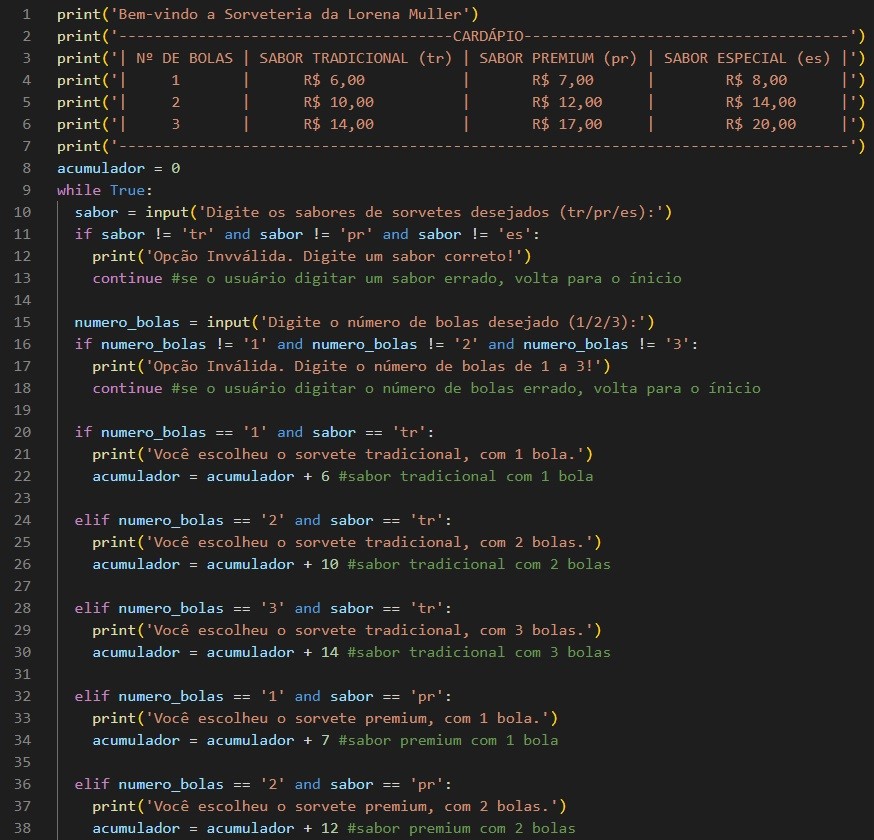 1 print('Bem-vindo a Sorveteria da Lorena Muller')
2 print('--------------------------------------CARDÁPIO-------------------------------------')
3 print('| Nº DE BOLAS | SABOR TRADICIONAL (tr) | SABOR PREMIUM (pr) | SABOR ESPECIAL (es) |')
4 print('|     1       |      R$ 6,00           |       R$ 7,00      |        R$ 8,00      |')
5 print('|     2       |      R$ 10,00          |       R$ 12,00     |        R$ 14,00     |')
6 print('|     3       |      R$ 14,00          |       R$ 17,00     |        R$ 20,00     |')
7 print('-----------------------------------------------------------------------------------')
8 acumulador = 0
9 while True:
10   sabor = input('Digite os sabores de sorvetes desejados (tr/pr/es):')
11   if sabor != 'tr' and sabor != 'pr' and sabor != 'es':
12     print('Opção Invválida. Digite um sabor correto!')
13     continue #se o usuário digitar um sabor errado, volta para o ínicio
14
15   numero_bolas = input('Digite o número de bolas desejado (1/2/3):')
16   if numero_bolas != '1' and numero_bolas != '2' and numero_bolas != '3':
17     print('Opção Inválida. Digite o número de bolas de 1 a 3!')
18     continue #se o usuário digitar o número de bolas errado, volta para o ínicio
19
20   if numero_bolas == '1' and sabor == 'tr':
21     print('Você escolheu o sorvete tradicional, com 1 bola.')
22     acumulador = acumulador + 6 #sabor tradicional com 1 bola
23
24   elif numero_bolas == '2' and sabor == 'tr':
25     print('Você escolheu o sorvete tradicional, com 2 bolas.')
26     acumulador = acumulador + 10 #sabor tradicional com 2 bolas
27
28   elif numero_bolas == '3' and sabor == 'tr':
29     print('Você escolheu o sorvete tradicional, com 3 bolas.')
30     acumulador = acumulador + 14 #sabor tradicional com 3 bolas
31
32   elif numero_bolas == '1' and sabor == 'pr':
33     print('Você escolheu o sorvete premium, com 1 bola.')
34     acumulador = acumulador + 7 #sabor premium com 1 bola
35
36   elif numero_bolas == '2' and sabor == 'pr':
37     print('Você escolheu o sorvete premium, com 2 bolas.')
38     acumulador = acumulador + 12 #sabor premium com 2 bolas